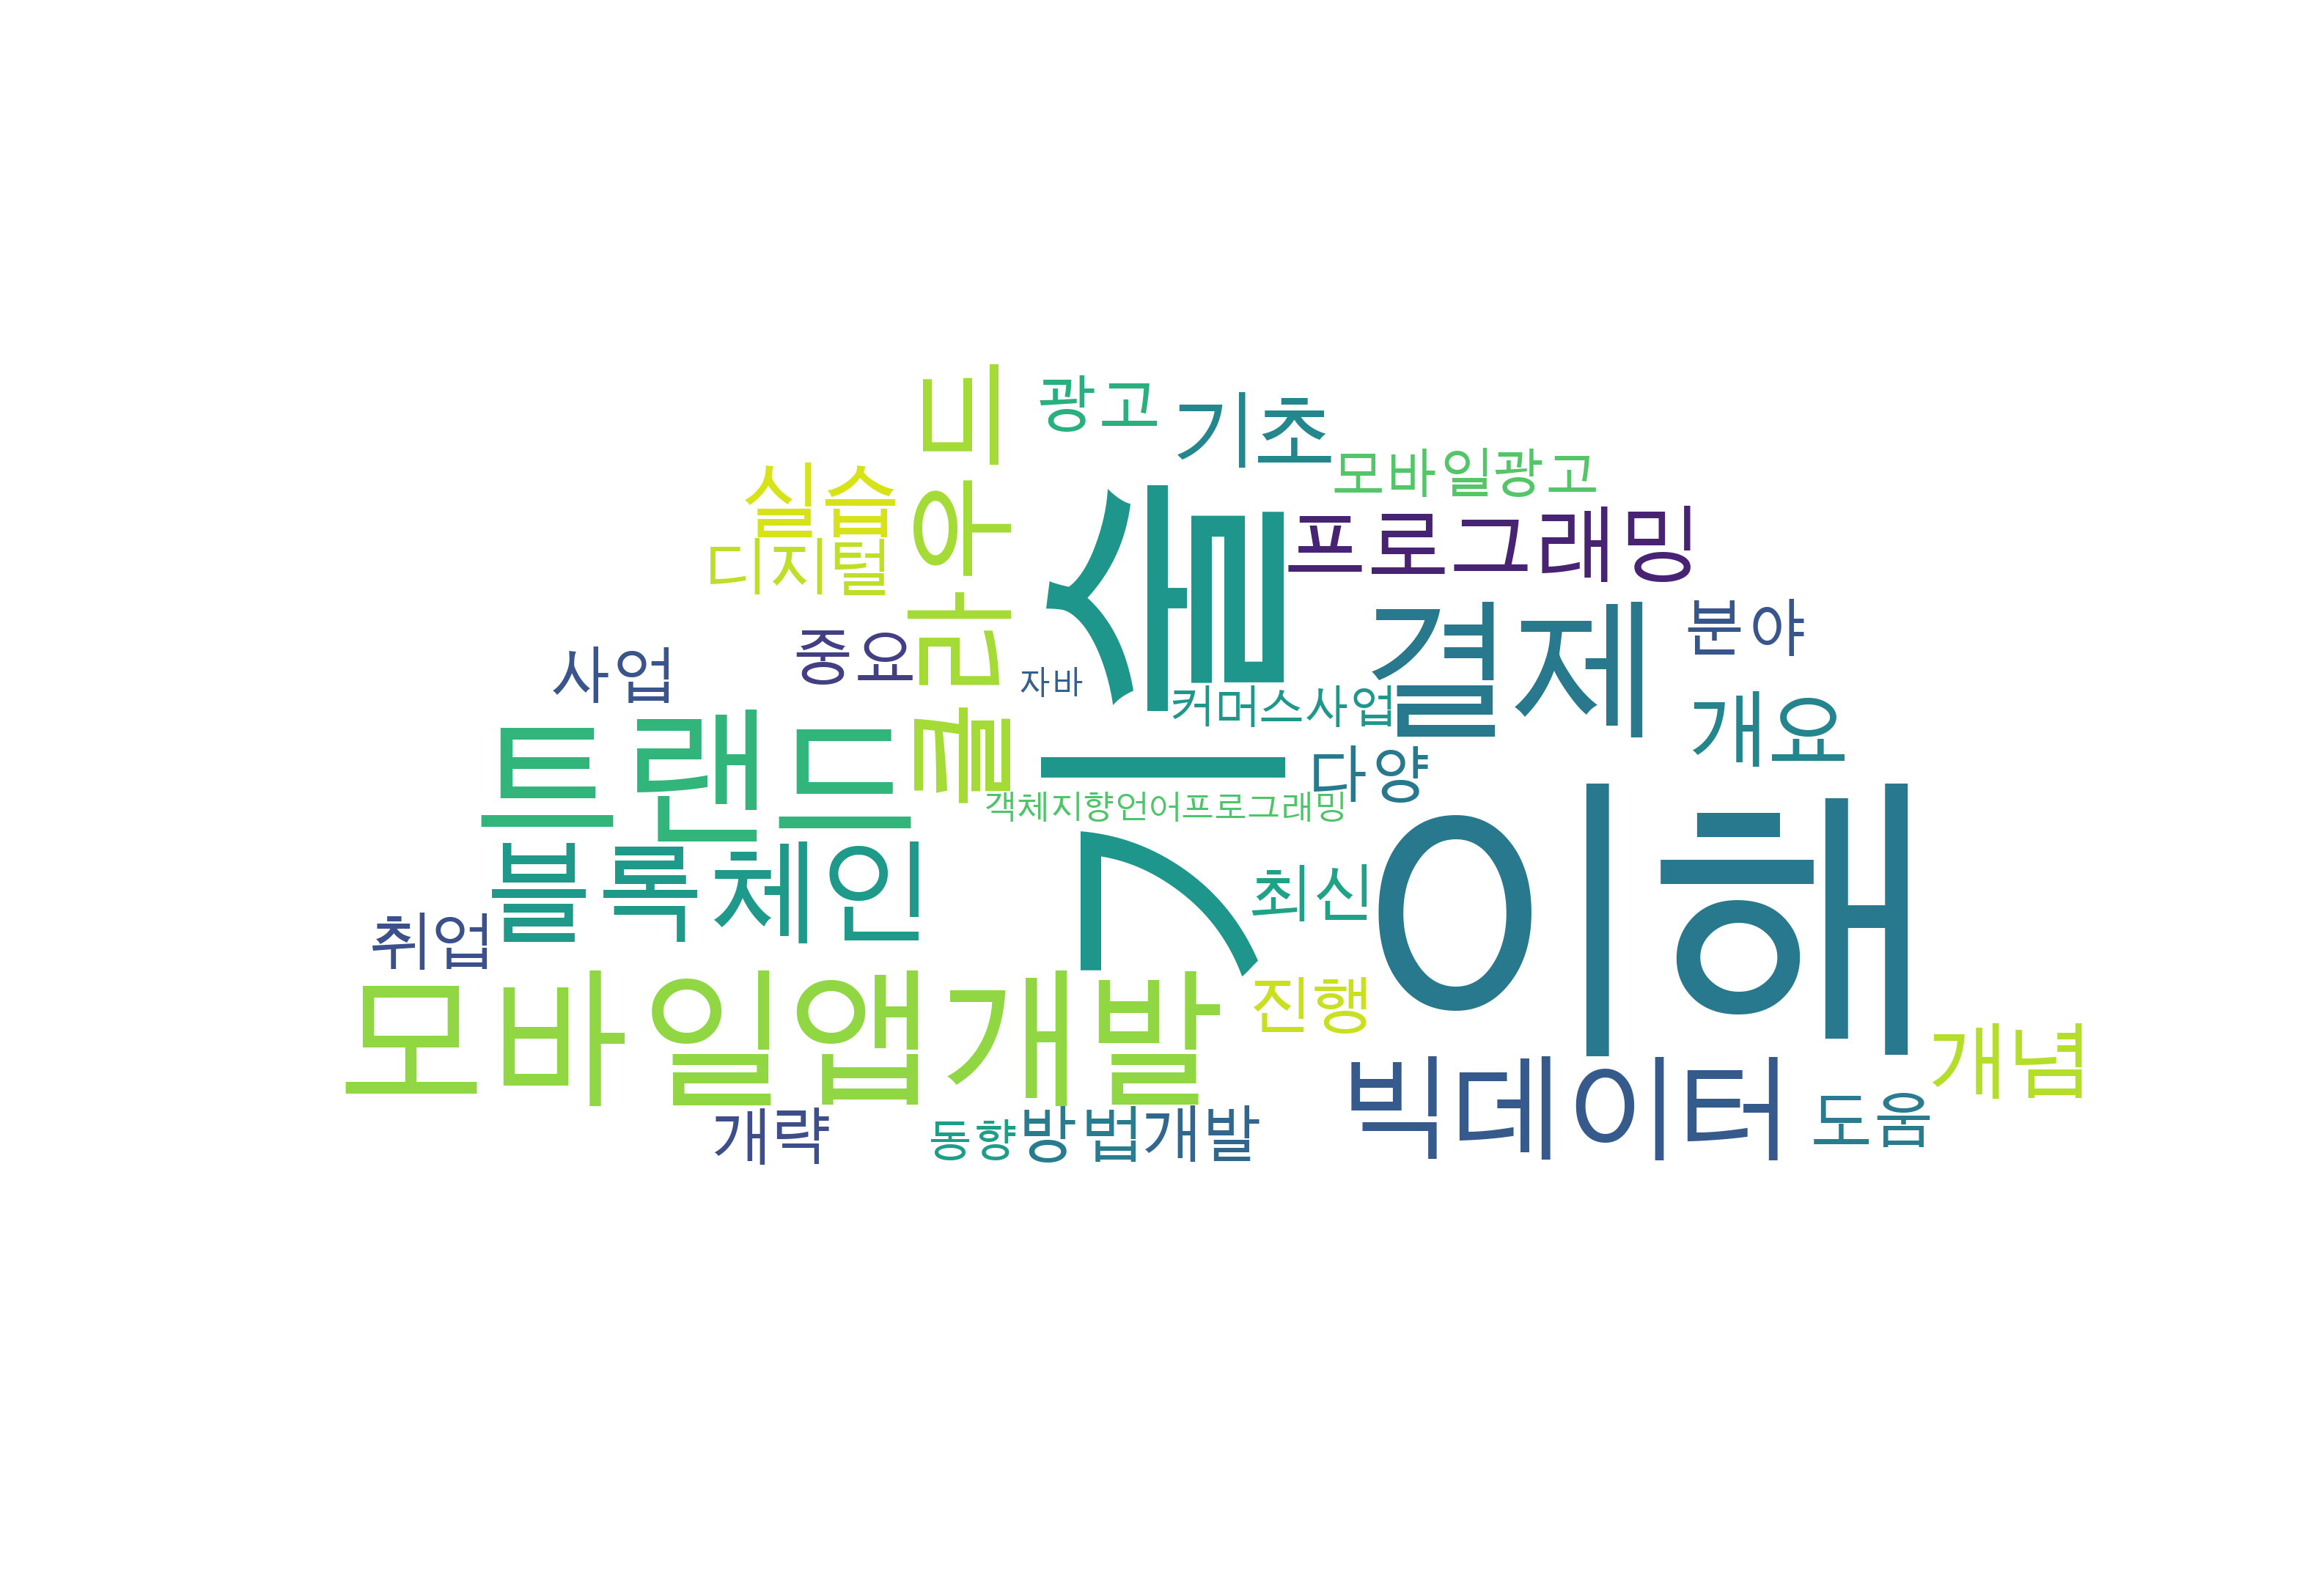 광고
기초
모바일광고
실습
디지털
클라우드
기술
프로그래밍
결제
분야
중요
사업
자바
커머스사업
개요
트랜드
다양
객체지향언어프로그래밍
이해
블록체인
최신
취업
모바일앱개발
진행
개념
빅데이터
도움
개략
동향
방법
개발